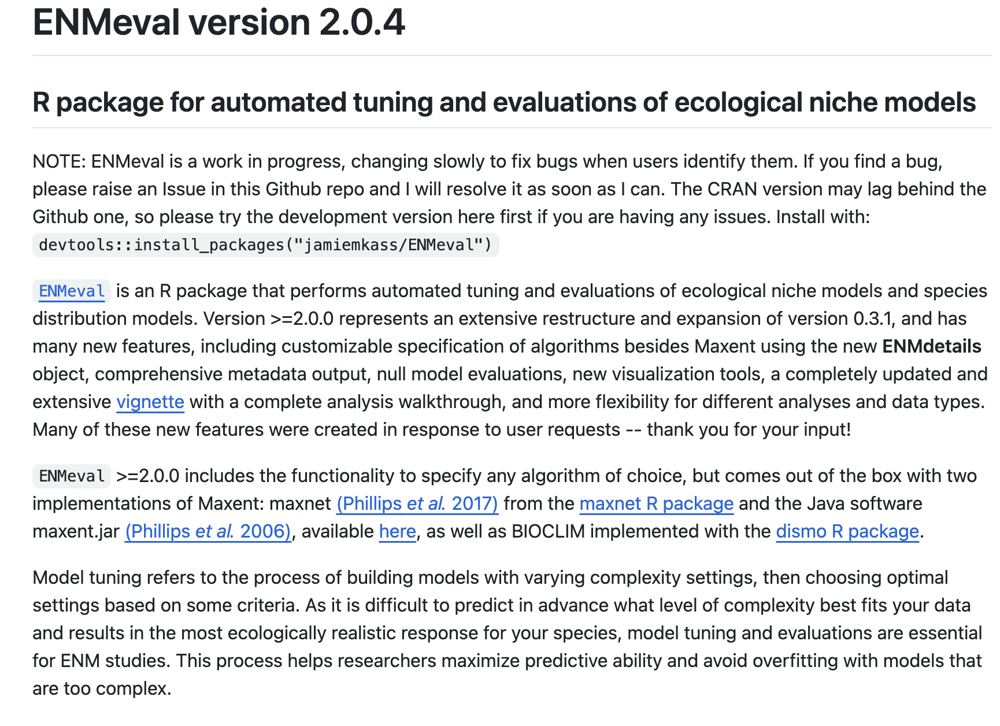 ENMeval version 2.0.4
R package for automated tuning and evaluations of ecological niche models
NOTE: ENMeval is a work in progress, changing slowly to fix bugs when users identify them. If you find a bug,
please raise an Issue in this Github repo and I will resolve it as soon as I can. The CRAN version may lag behind the
Github one, so please try the development version here first if you are having any issues. Install with:
devtools::install_packages("jamiemkass/ENMeval")
ENMeval is an R package that performs automated tuning and evaluations of ecological niche models and species
distribution models. Version >=2.0.0 represents an extensive restructure and expansion of version 0.3.1, and has
many new features, including customizable specification of algorithms besides Maxent using the new ENMdetails
object, comprehensive metadata output, null model evaluations, new visualization tools, a completely updated and
extensive vignette with a complete analysis walkthrough, and more flexibility for different analyses and data types.
Many of these new features were created in response to user requests -- thank you for your input!
ENMeval >=2.0.0 includes the functionality to specify any algorithm of choice, but comes out of the box with two
implementations of Maxent: maxnet (Phillips et al. 2017) from the maxnet R package and the Java software
maxent.jar (Phillips et al. 2006), available here, as well as BIOCLIM implemented with the dismo R package.
Model tuning refers to the process of building models with varying complexity settings, then choosing optimal
settings based on some criteria. As it is difficult to predict in advance what level of complexity best fits your data
and results in the most ecologically realistic response for your species, model tuning and evaluations are essential
for ENM studies. This process helps researchers maximize predictive ability and avoid overfitting with models that
are too complex.